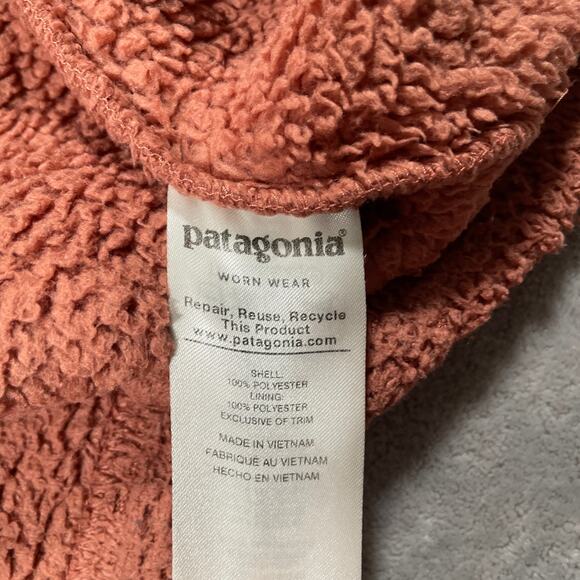 patagonia®
WORN WEAR
Repair, Reuse, Recycle
This Product
www.patagonia.com
SHELL:
100% POLYESTER
LINING:
100% POLYESTER
EXCLUSIVE OF TRIM
MADE IN VIETNAM
FABRIQUÉ AU VIETNAM
HECHO EN VIETNAM